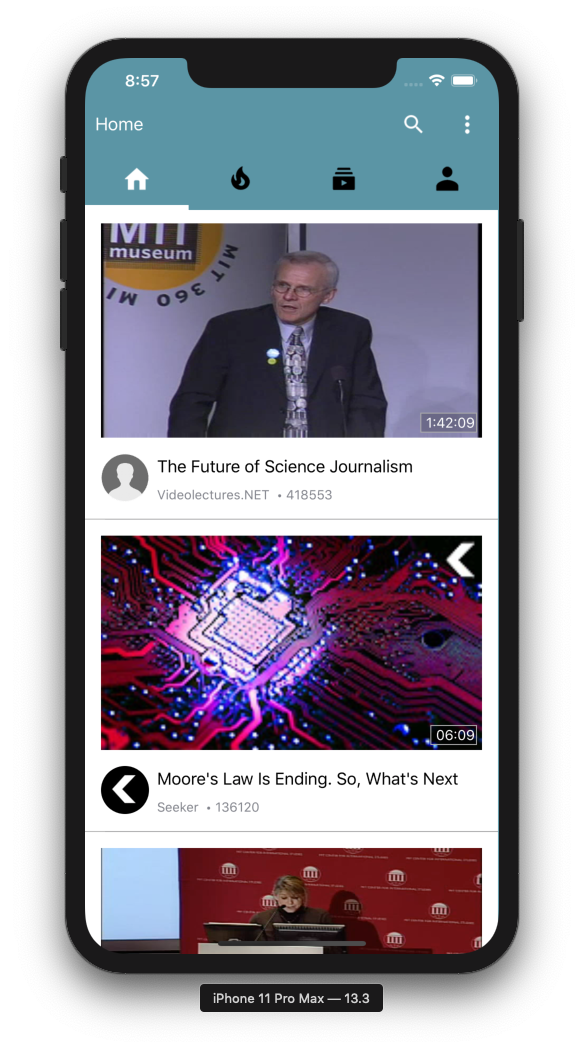 8:57
Home
MIT
museum
MIT 360 MI
1:42:09
The Future of Science Journalism
Videolectures.NET • 418553
06:09
Moore's Law Is Ending. So, What's Next
Seeker • 136120
iPhone 11 Pro Max — 13.3